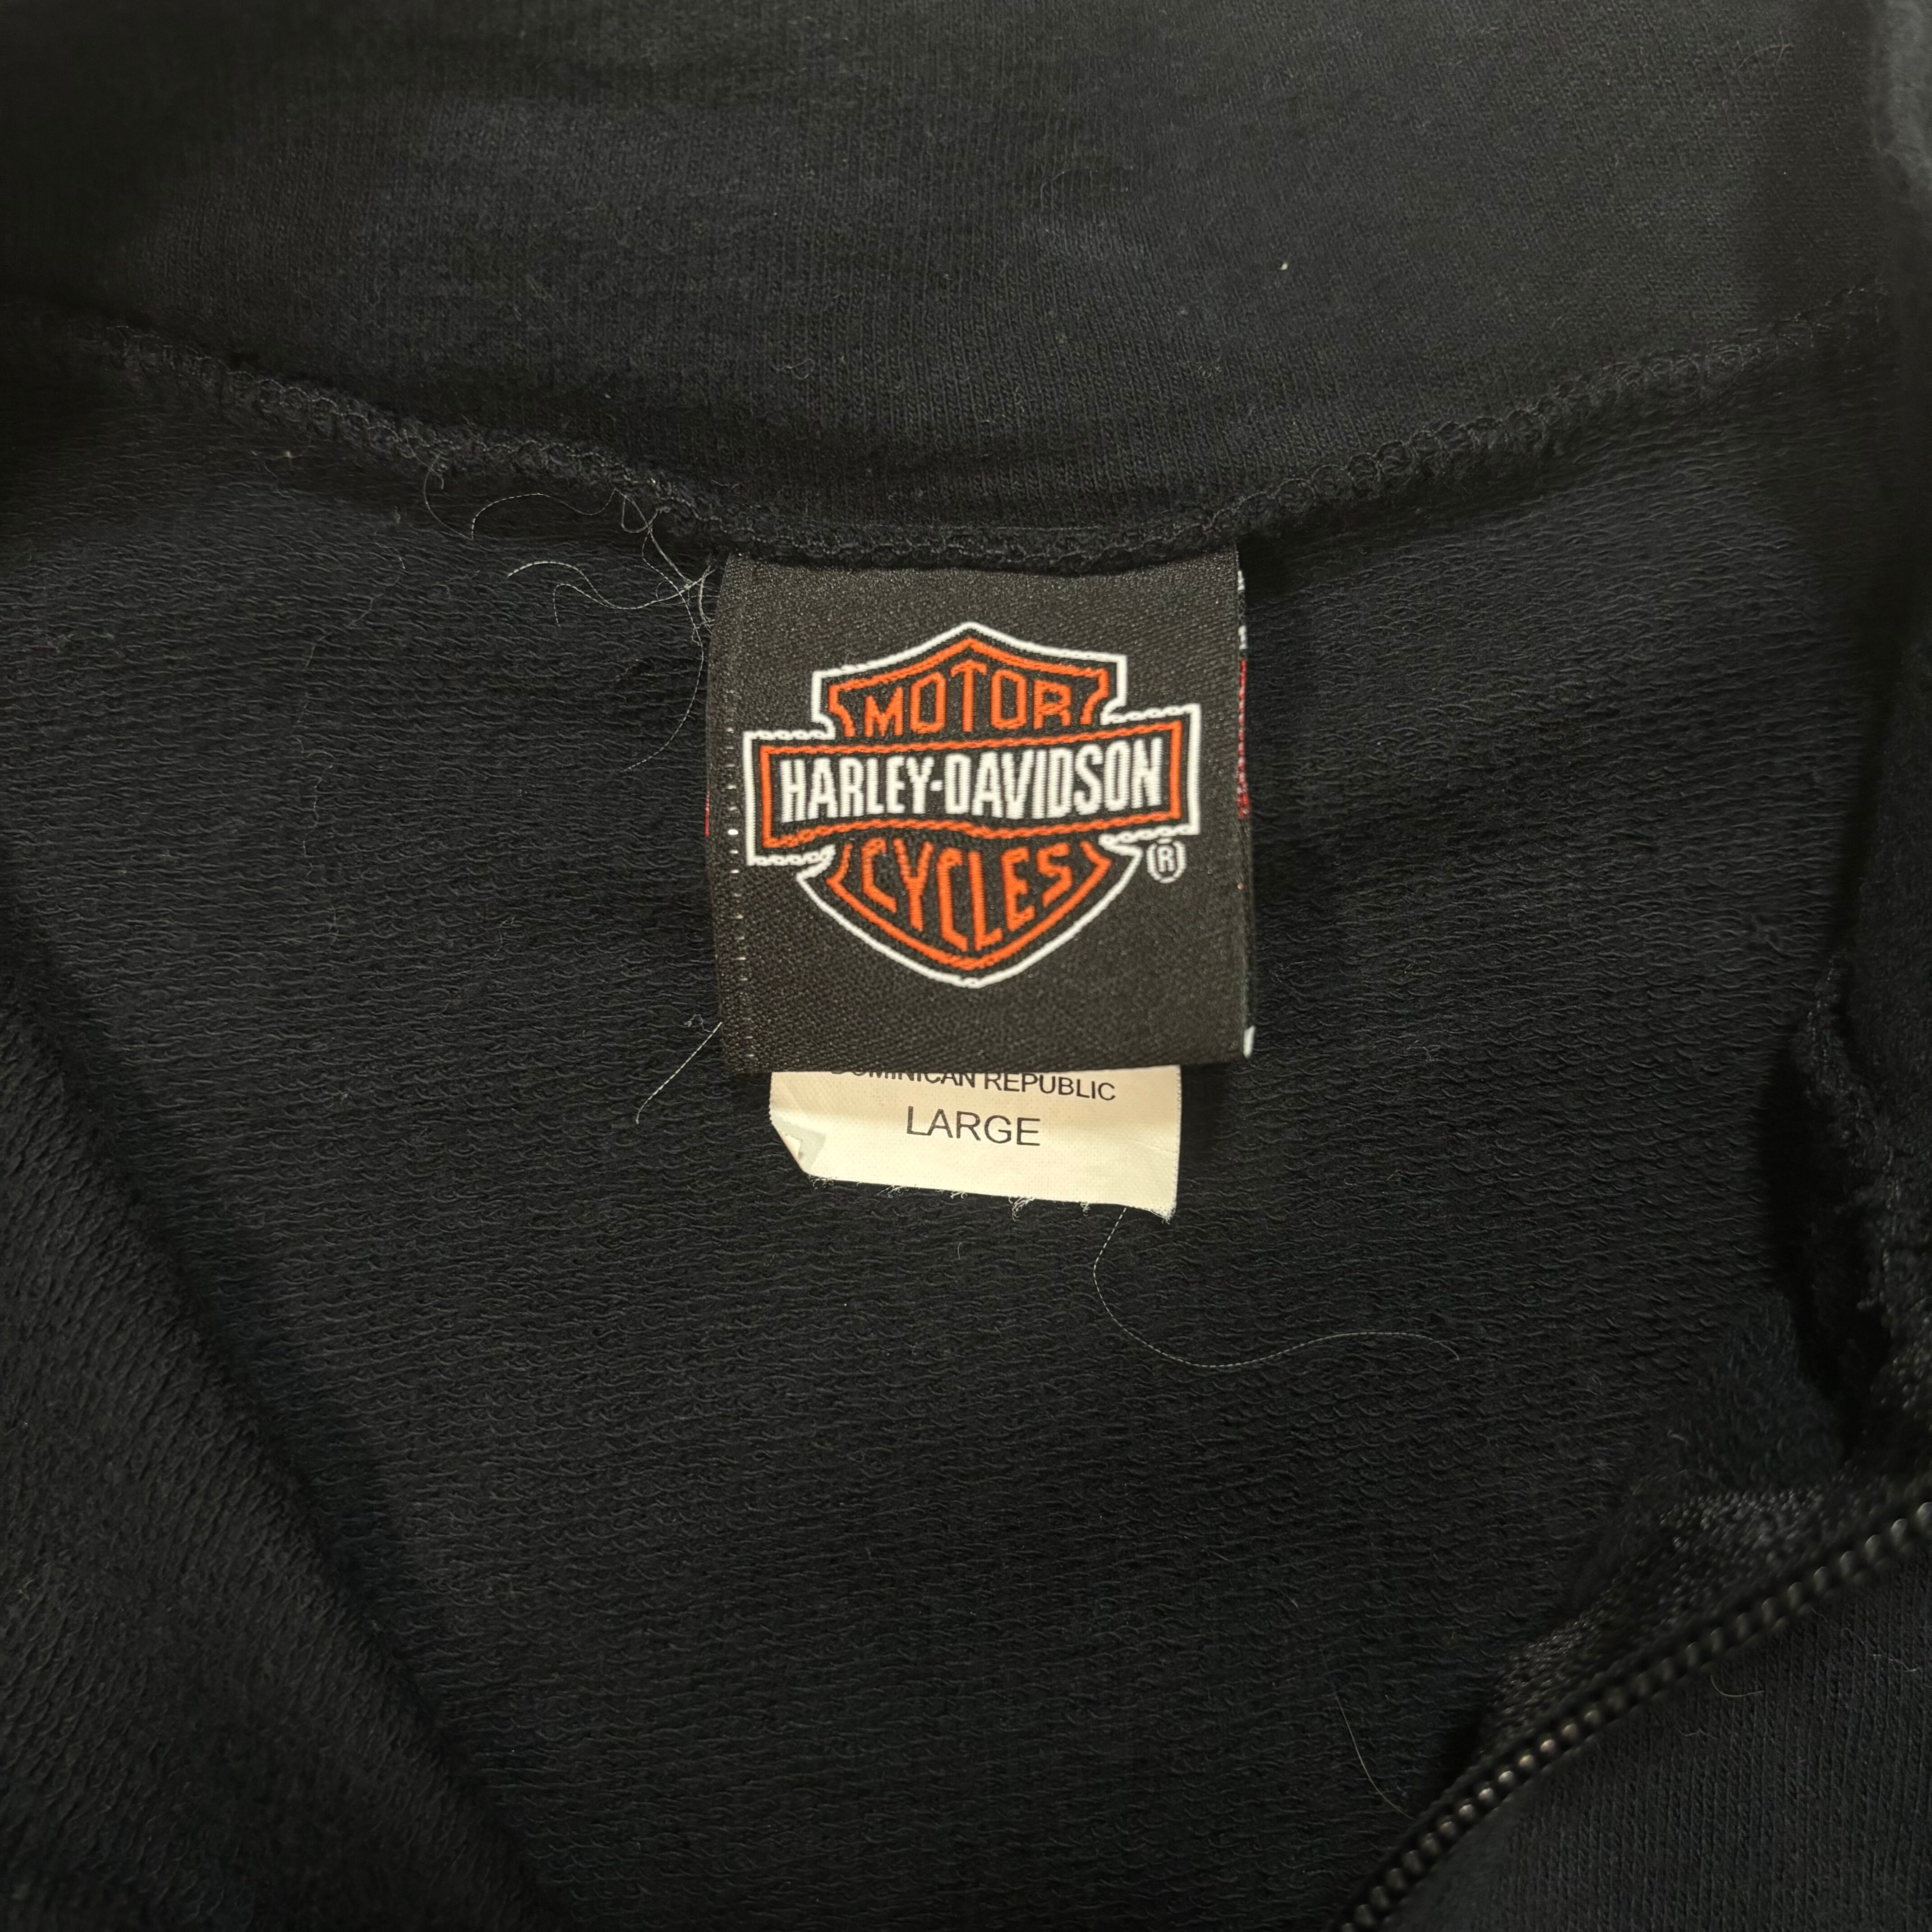 MOTOR
HARLEY-DAVIDSON
CYCLES
®
DOMINICAN REPUBLIC
LARGE